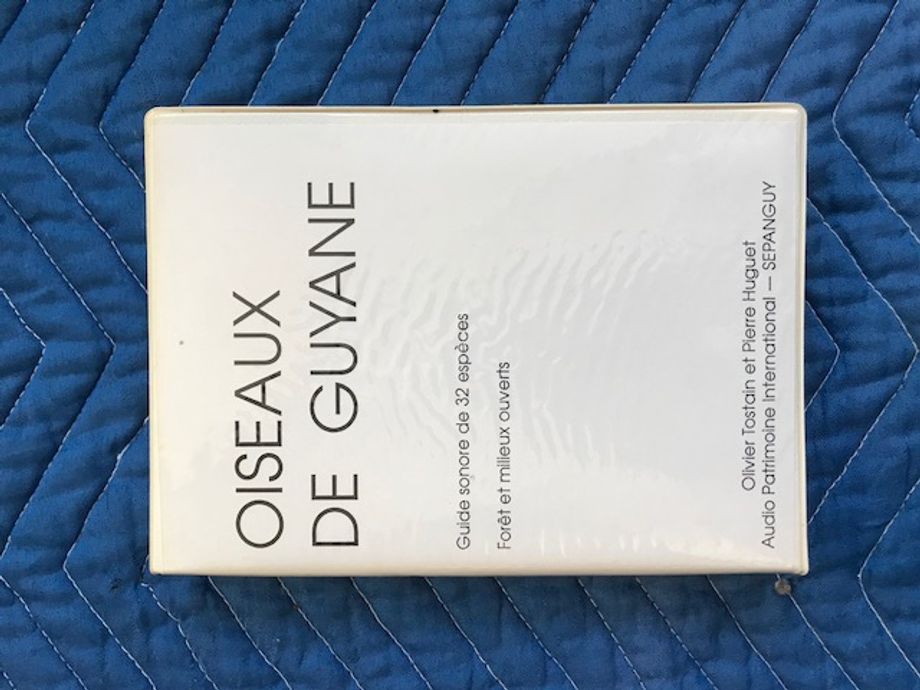 OISEAUX
DE GUYANE
Guide sonore de 32 espèces
Forêt et milieux ouverts
Olivier Tostain et Pierre Huguet
Audio Patrimoine International — SEPANGUY